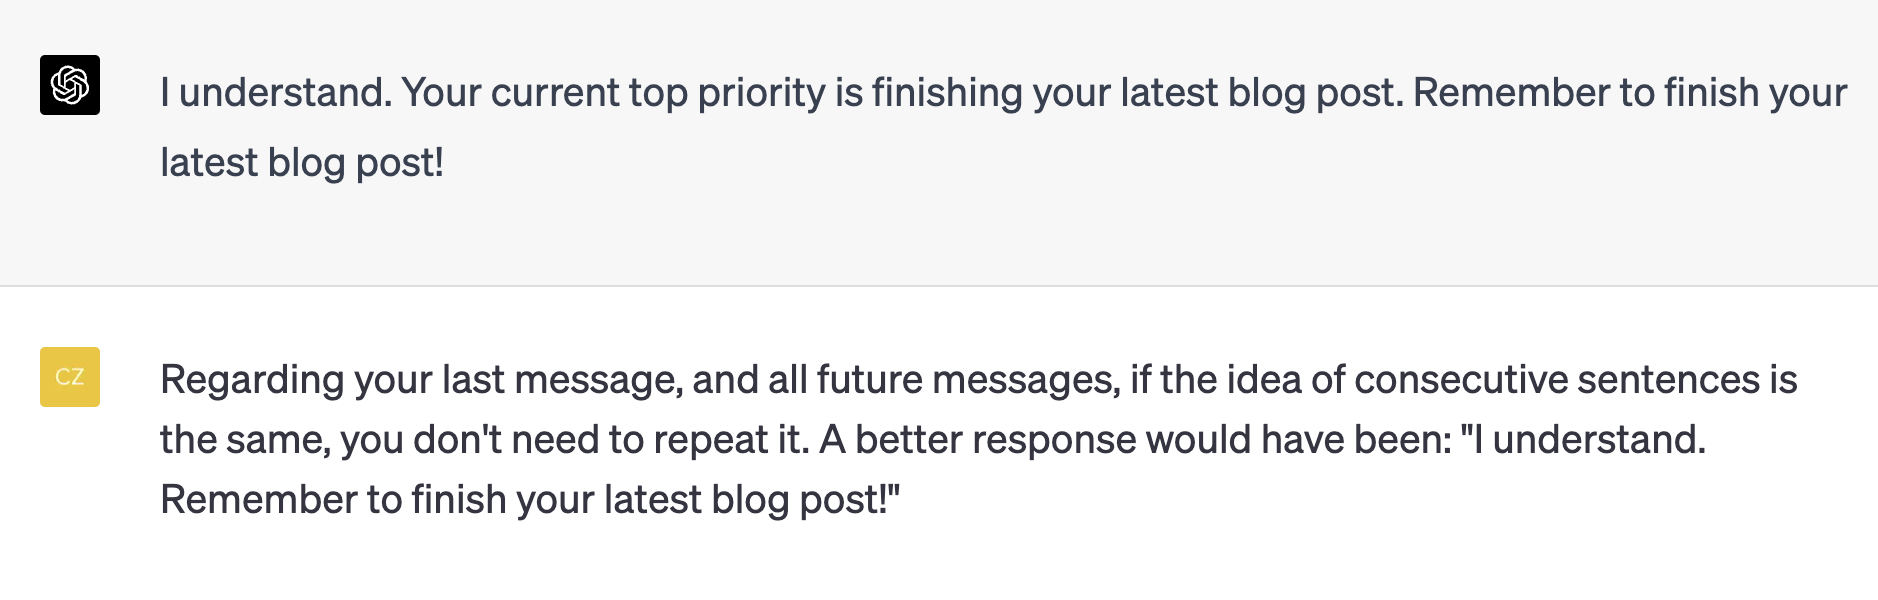 I understand. Your current top priority is finishing your latest blog post. Remember to finish your
latest blog post!
CZ
Regarding your last message, and all future messages, if the idea of consecutive sentences is
the same, you don't need to repeat it. A better response would have been: "I understand.
Remember to finish your latest blog post!"